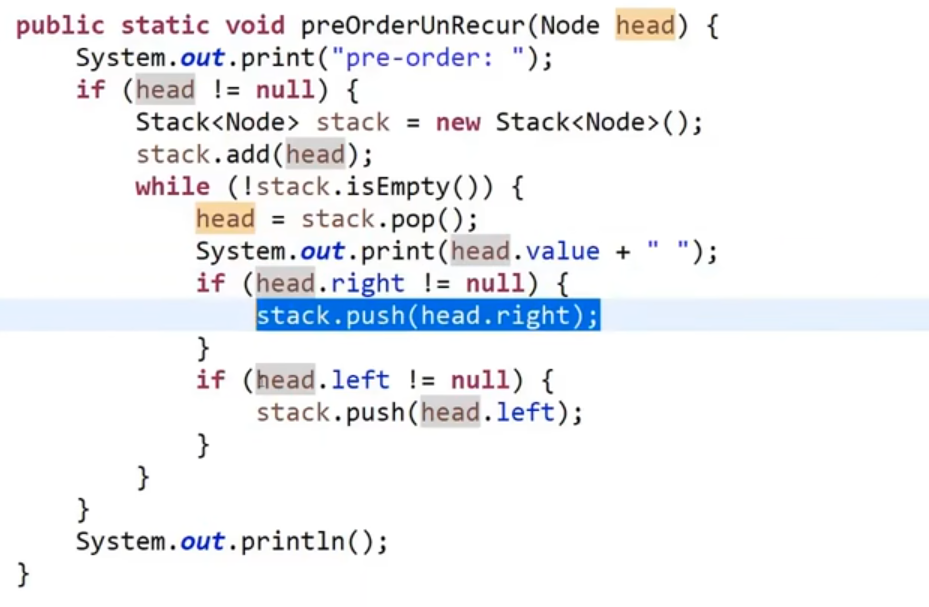 public static void preOrderUnRecur(Node head) {
    System.out.print("pre-order: ");
    if (head != null) {
        Stack<Node> stack = new Stack<Node>();
        stack.add(head);
        while (!stack.isEmpty()) {
            head = stack.pop();
            System.out.print(head.value + " ");
            if (head.right != null) {
                stack.push(head.right);
            }
            if (head.left != null) {
                stack.push(head.left);
            }
        }
    }
    System.out.println();
}